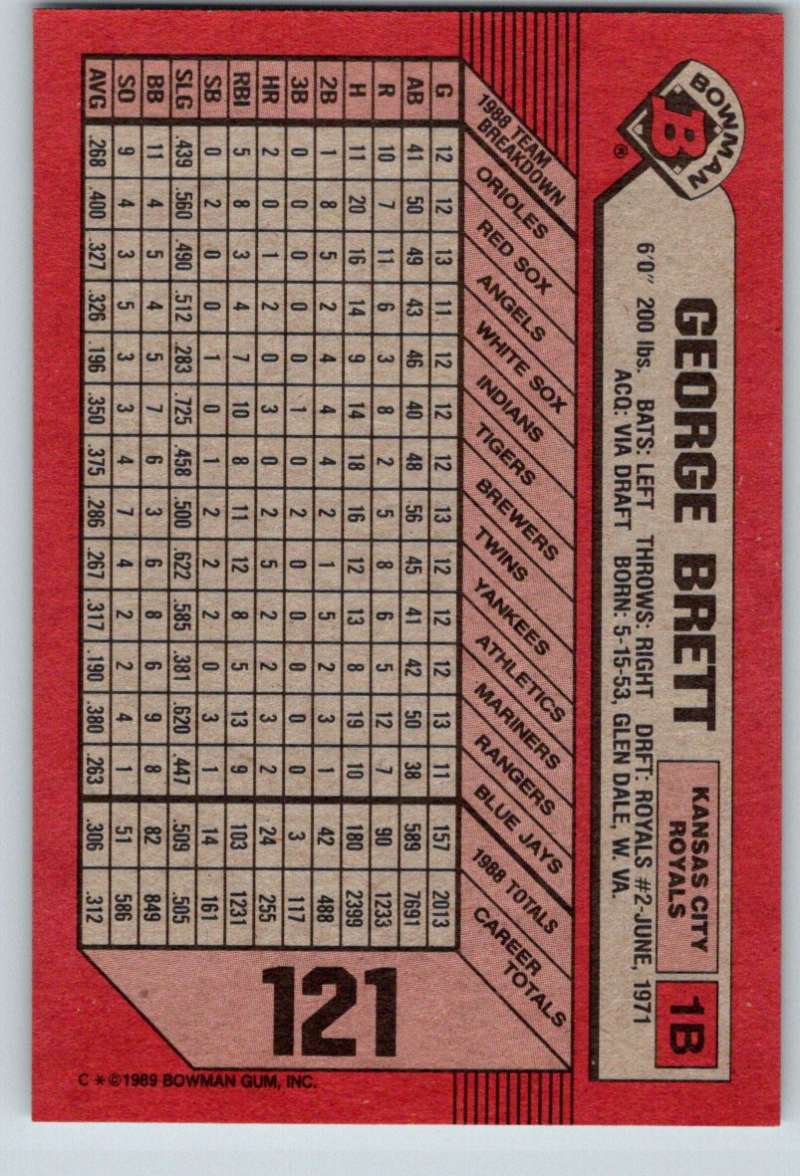 BOWMAN
B
®
GEORGE BRETT
KANSAS CITY
ROYALS
1B
6'0" 200 lbs. BATS: LEFT THROWS: RIGHT DRFT: ROYALS #2-JUNE, 1971
ACQ: VIA DRAFT BORN: 5-15-53, GLEN DALE, W. VA.
1988 TEAM
BREAKDOWN
ORIOLES
RED SOX
ANGELS
WHITE SOX
INDIANS
TIGERS
BREWERS
TWINS
YANKEES
ATHLETICS
MARINERS
RANGERS
BLUE JAYS
1988 TOTALS
CAREER
TOTALS
G 12 12 13 11 12 12 12 13 12 12 12 13 11 157 2013
AB 41 50 49 43 46 40 48 56 45 41 42 50 38 589 7691
R 10 7 11 6 3 8 2 5 8 6 5 12 7 90 1233
H 11 20 16 14 9 14 18 16 12 13 8 19 10 180 2399
2B 1 8 5 2 4 4 4 2 1 5 2 3 1 42 488
3B 0 0 0 0 0 1 0 2 0 0 0 0 0 3 117
HR 2 0 1 2 0 3 0 2 5 2 2 3 2 24 255
RBI 5 8 3 4 7 10 8 11 12 8 5 13 9 103 1231
SB 0 2 0 0 1 0 1 2 2 2 0 3 1 14 161
SLG .439 .560 .490 .512 .283 .725 .458 .500 .622 .585 .381 .620 .447 .509 .505
BB 11 4 5 4 5 7 6 3 6 8 6 9 8 82 849
SO 9 4 3 5 3 3 4 7 4 2 2 4 1 51 586
AVG .268 .400 .327 .326 .196 .350 .375 .286 .267 .317 .190 .380 .263 .306 .312
121
C *©1989 BOWMAN GUM, INC.